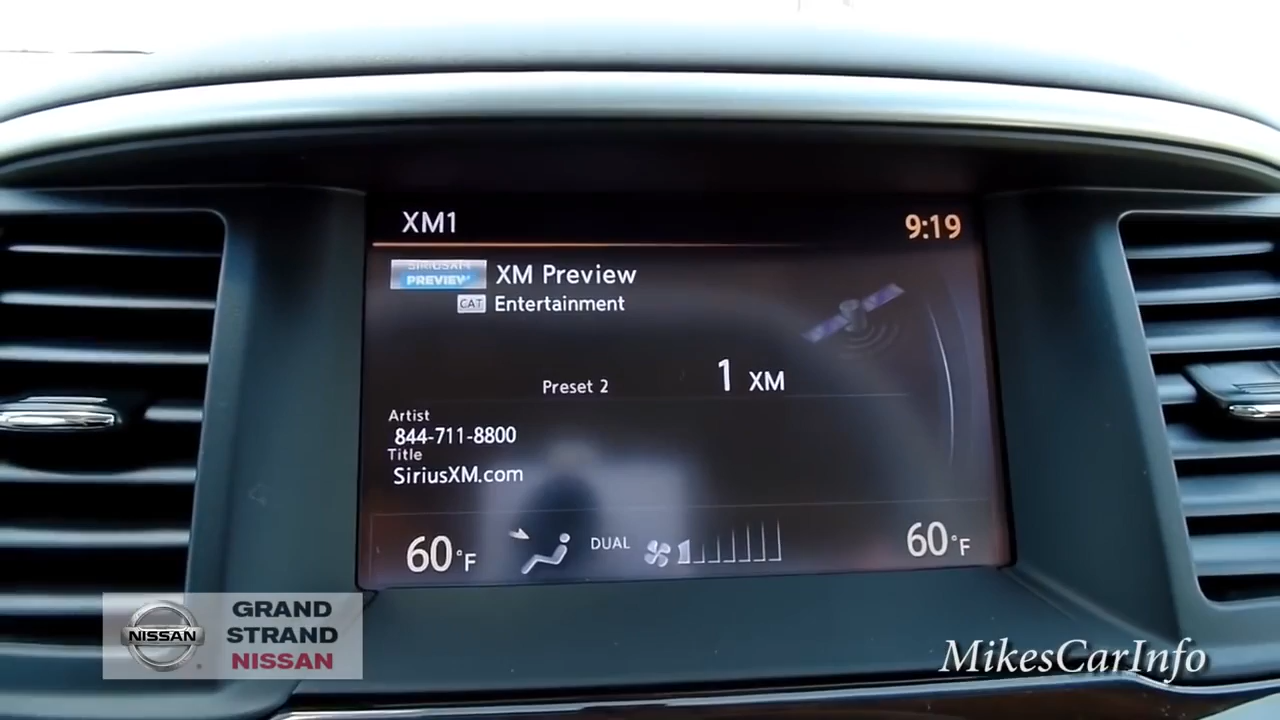 XM1
9:19
SIRIUSXM
PREVIEW
XM Preview
CAT Entertainment
Preset 2
1 XM
Artist
844-711-8800
Title
SiriusXM.com
60°F
DUAL
60°F
NISSAN
GRAND
STRAND
NISSAN
MikesCarInfo